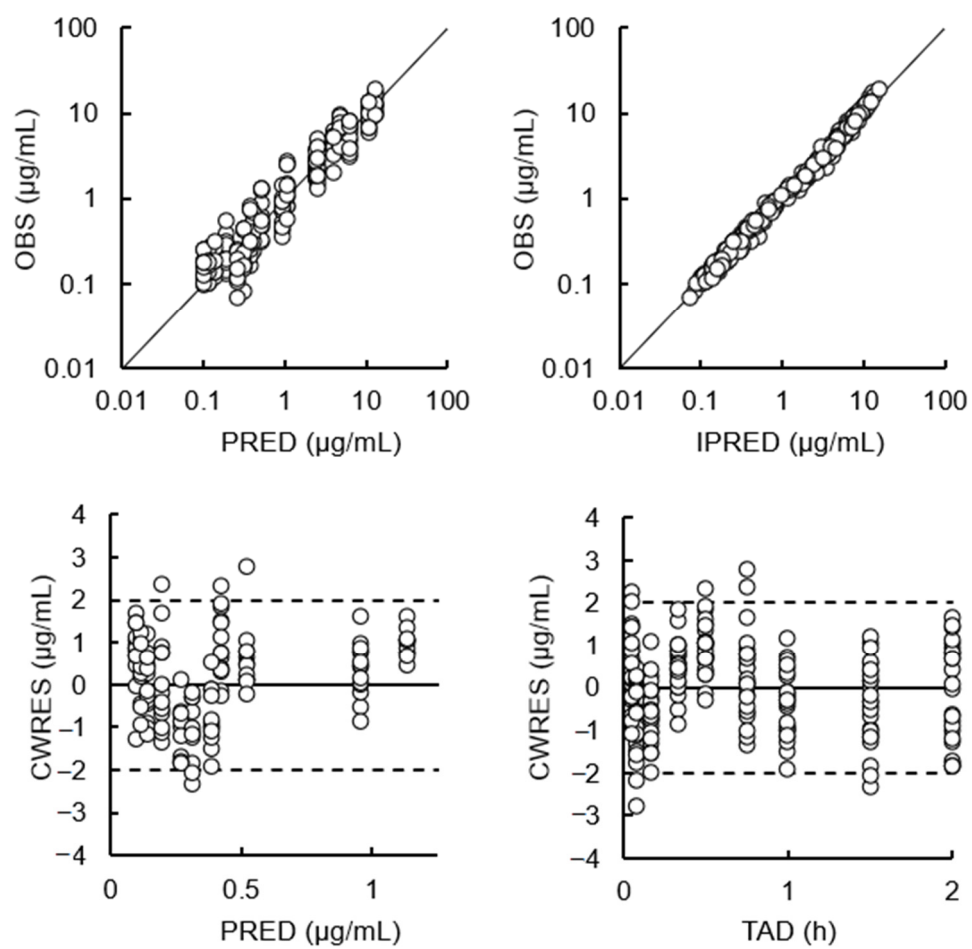 100
10
1
0.1
0.01
OBS (µg/mL)
0.01 0.1 1 10 100
PRED (µg/mL)
100
10
1
0.1
0.01
OBS (µg/mL)
0.01 0.1 1 10 100
IPRED (µg/mL)
4
3
2
1
0
−1
−2
−3
−4
CWRES (µg/mL)
0 0.5 1
PRED (µg/mL)
4
3
2
1
0
−1
−2
−3
−4
CWRES (µg/mL)
0 1 2
TAD (h)